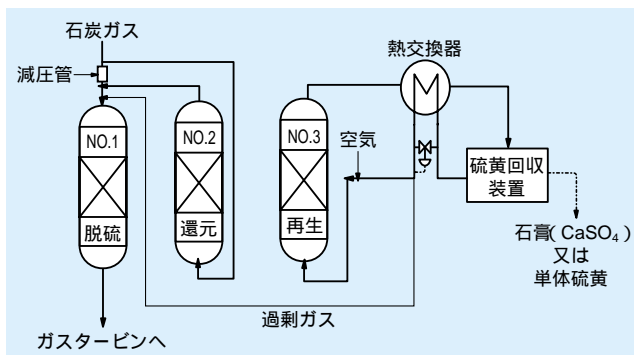 石炭ガス
減圧管
NO.1
脱硫
NO.2
還元
NO.3
再生
熱交換器
空気
硫黄回収
装置
石膏(CaSO₄)
又は
単体硫黄
過剰ガス
ガスタービンへ